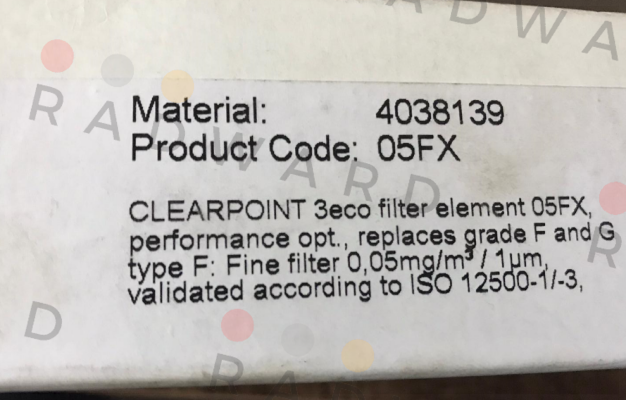 RADWARD
Material: 4038139
Product Code: 05FX
CLEARPOINT 3eco filter element 05FX,
performance opt., replaces grade F and G
type F: Fine filter 0,05mg/m³ / 1µm,
validated according to ISO 12500-1/-3,